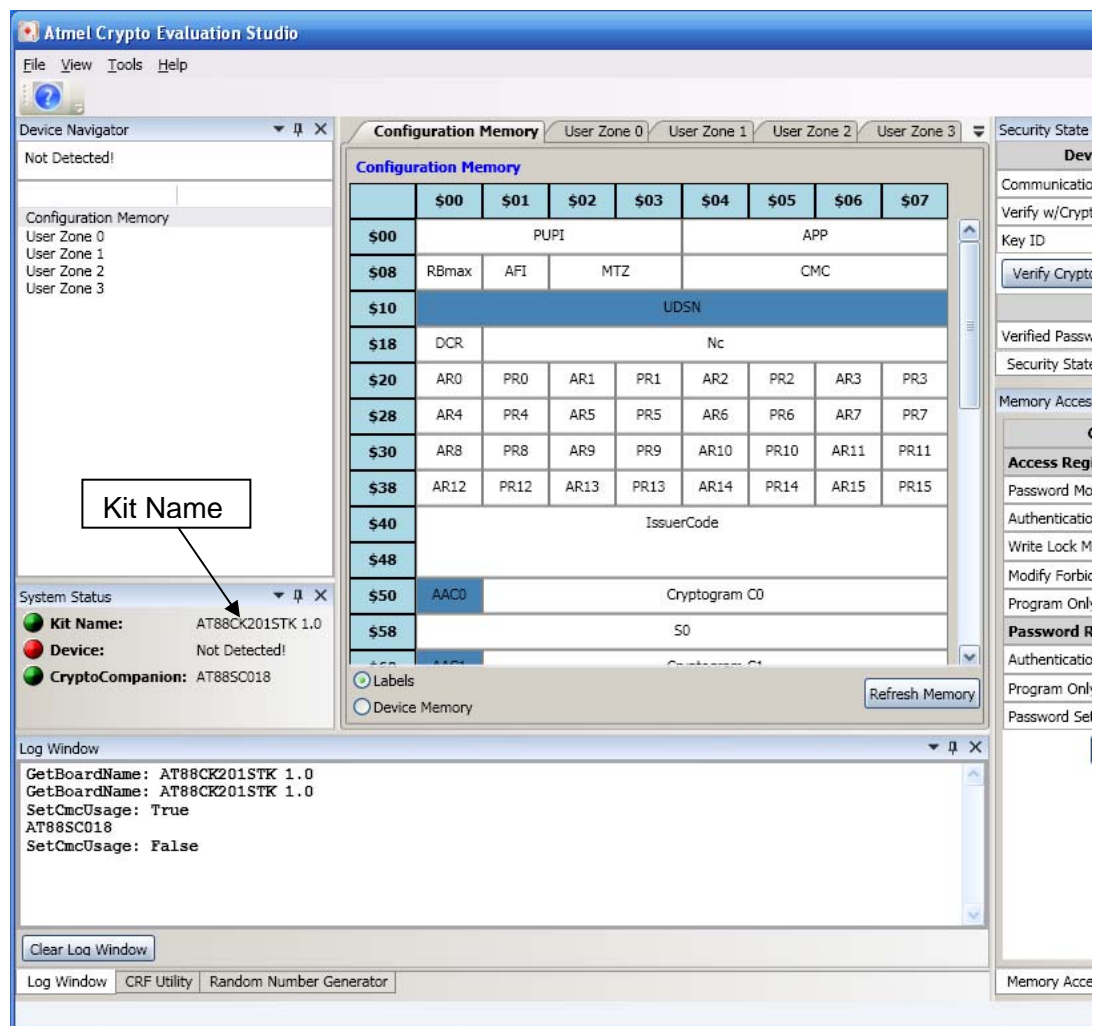 Atmel Crypto Evaluation Studio
File View Tools Help
Device Navigator
Not Detected!
Configuration Memory
User Zone 0
User Zone 1
User Zone 2
User Zone 3
Kit Name
System Status
Kit Name: AT88CK201STK 1.0
Device: Not Detected!
CryptoCompanion: AT88SC018
Configuration Memory User Zone 0 User Zone 1 User Zone 2 User Zone 3
Configuration Memory
$00 $01 $02 $03 $04 $05 $06 $07
$00 PUPI APP
$08 RBmax AFI MTZ CMC
$10 UDSN
$18 DCR Nc
$20 AR0 PR0 AR1 PR1 AR2 PR2 AR3 PR3
$28 AR4 PR4 AR5 PR5 AR6 PR6 AR7 PR7
$30 AR8 PR8 AR9 PR9 AR10 PR10 AR11 PR11
$38 AR12 PR12 AR13 PR13 AR14 PR14 AR15 PR15
$40 IssuerCode
$48
$50 AAC0 Cryptogram C0
$58 S0
Labels
Device Memory
Refresh Memory
Security State
Dev
Communicatio
Verify w/Crypt
Key ID
Verify Crypto
Verified Passw
Security State
Memory Acces
Access Regi
Password Mo
Authenticatio
Write Lock M
Modify Forbid
Program Only
Password R
Authenticatio
Program Only
Password Set
Log Window
GetBoardName: AT88CK201STK 1.0
GetBoardName: AT88CK201STK 1.0
SetCmcUsage: True
AT88SC018
SetCmcUsage: False
Clear Log Window
Log Window CRF Utility Random Number Generator
Memory Acce